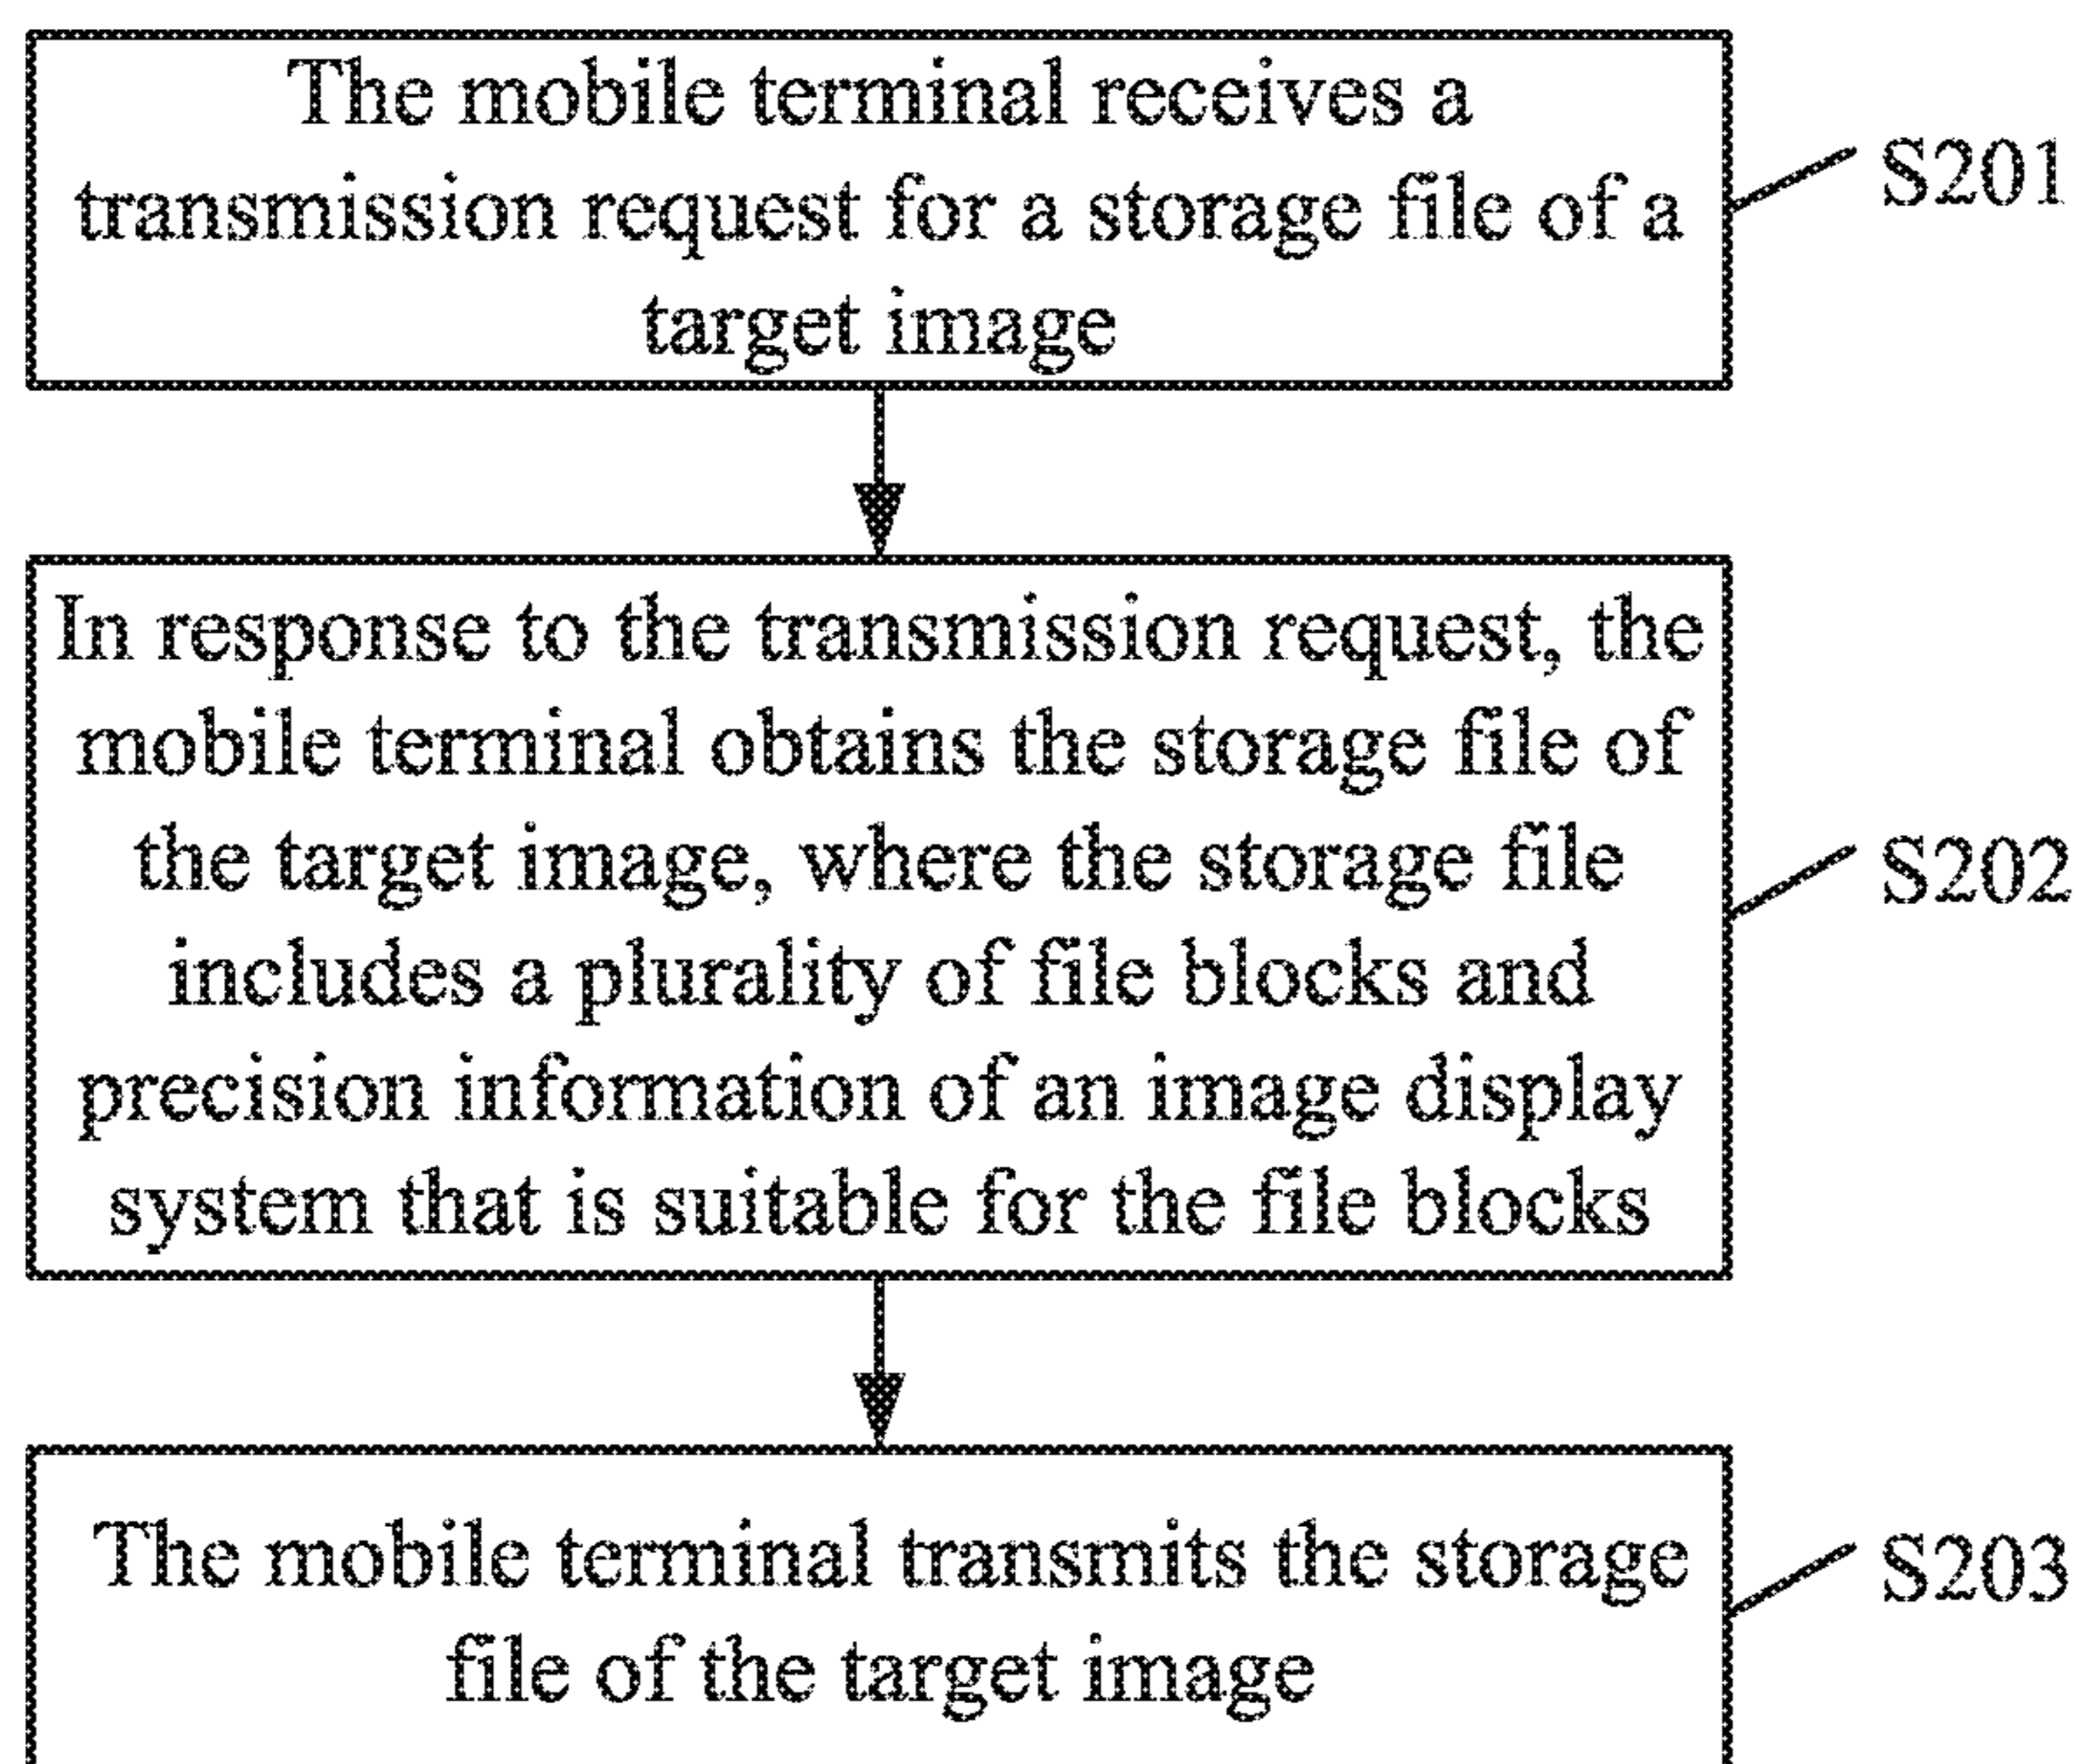 The mobile terminal receives a
transmission request for a storage file of a
target image
S201
In response to the transmission request, the
mobile terminal obtains the storage file of
the target image, where the storage file
includes a plurality of file blocks and
precision information of an image display
system that is suitable for the file blocks
S202
The mobile terminal transmits the storage
file of the target image
S203